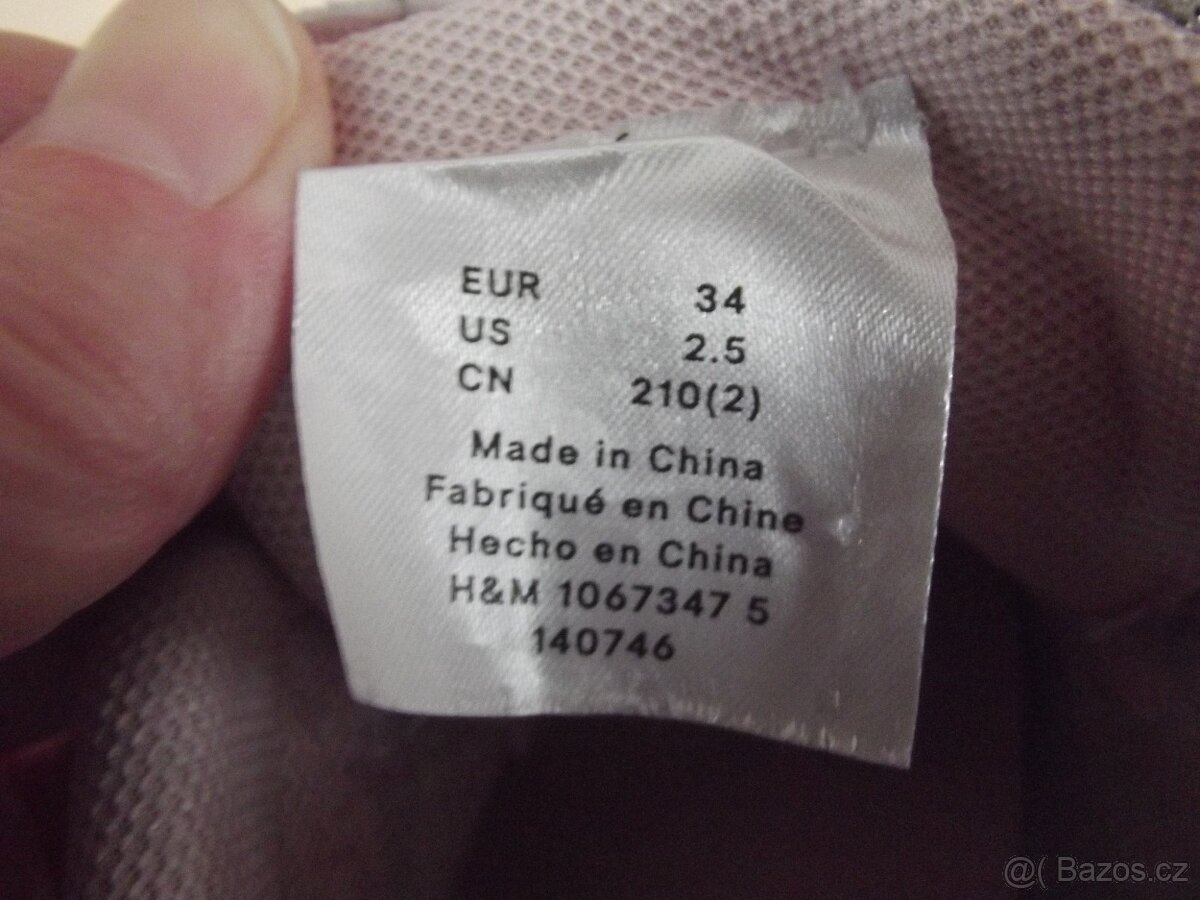 EUR 34
US 2.5
CN 210(2)
Made in China
Fabriqué en Chine
Hecho en China
H&M 1067347 5
140746
@( Bazos.cz